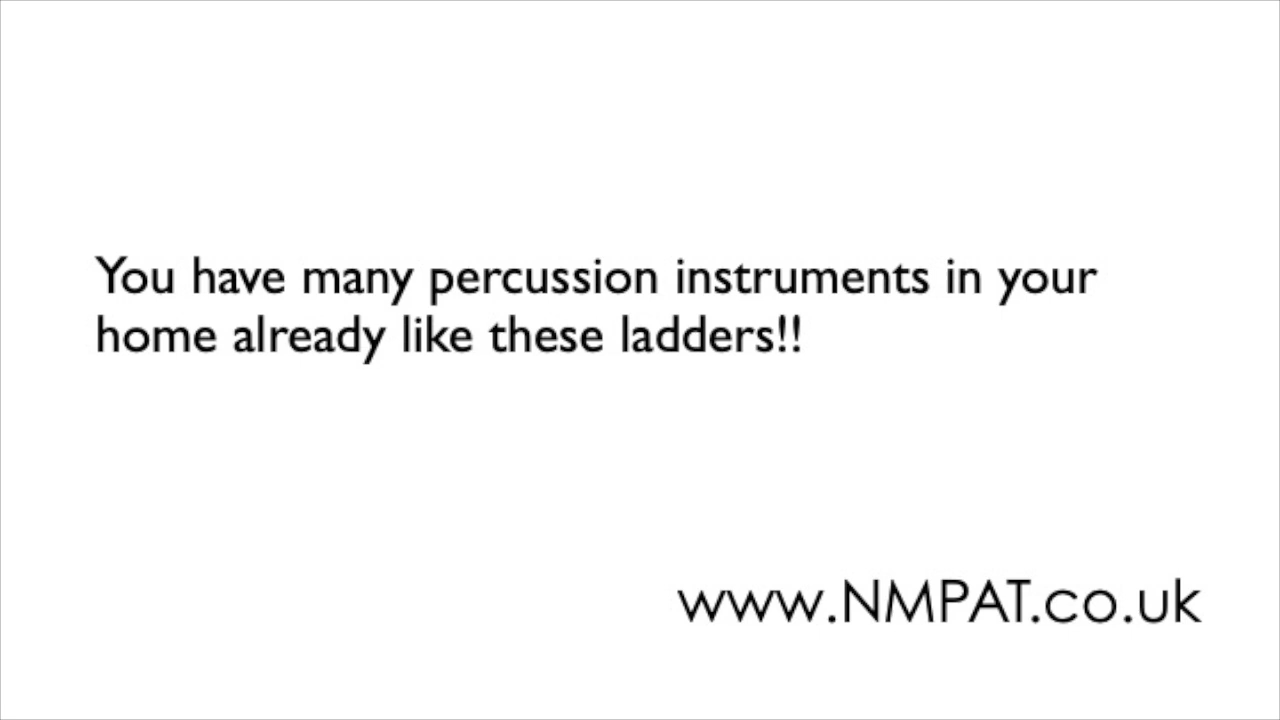 You have many percussion instruments in your
home already like these ladders!!
www.NMPAT.co.uk